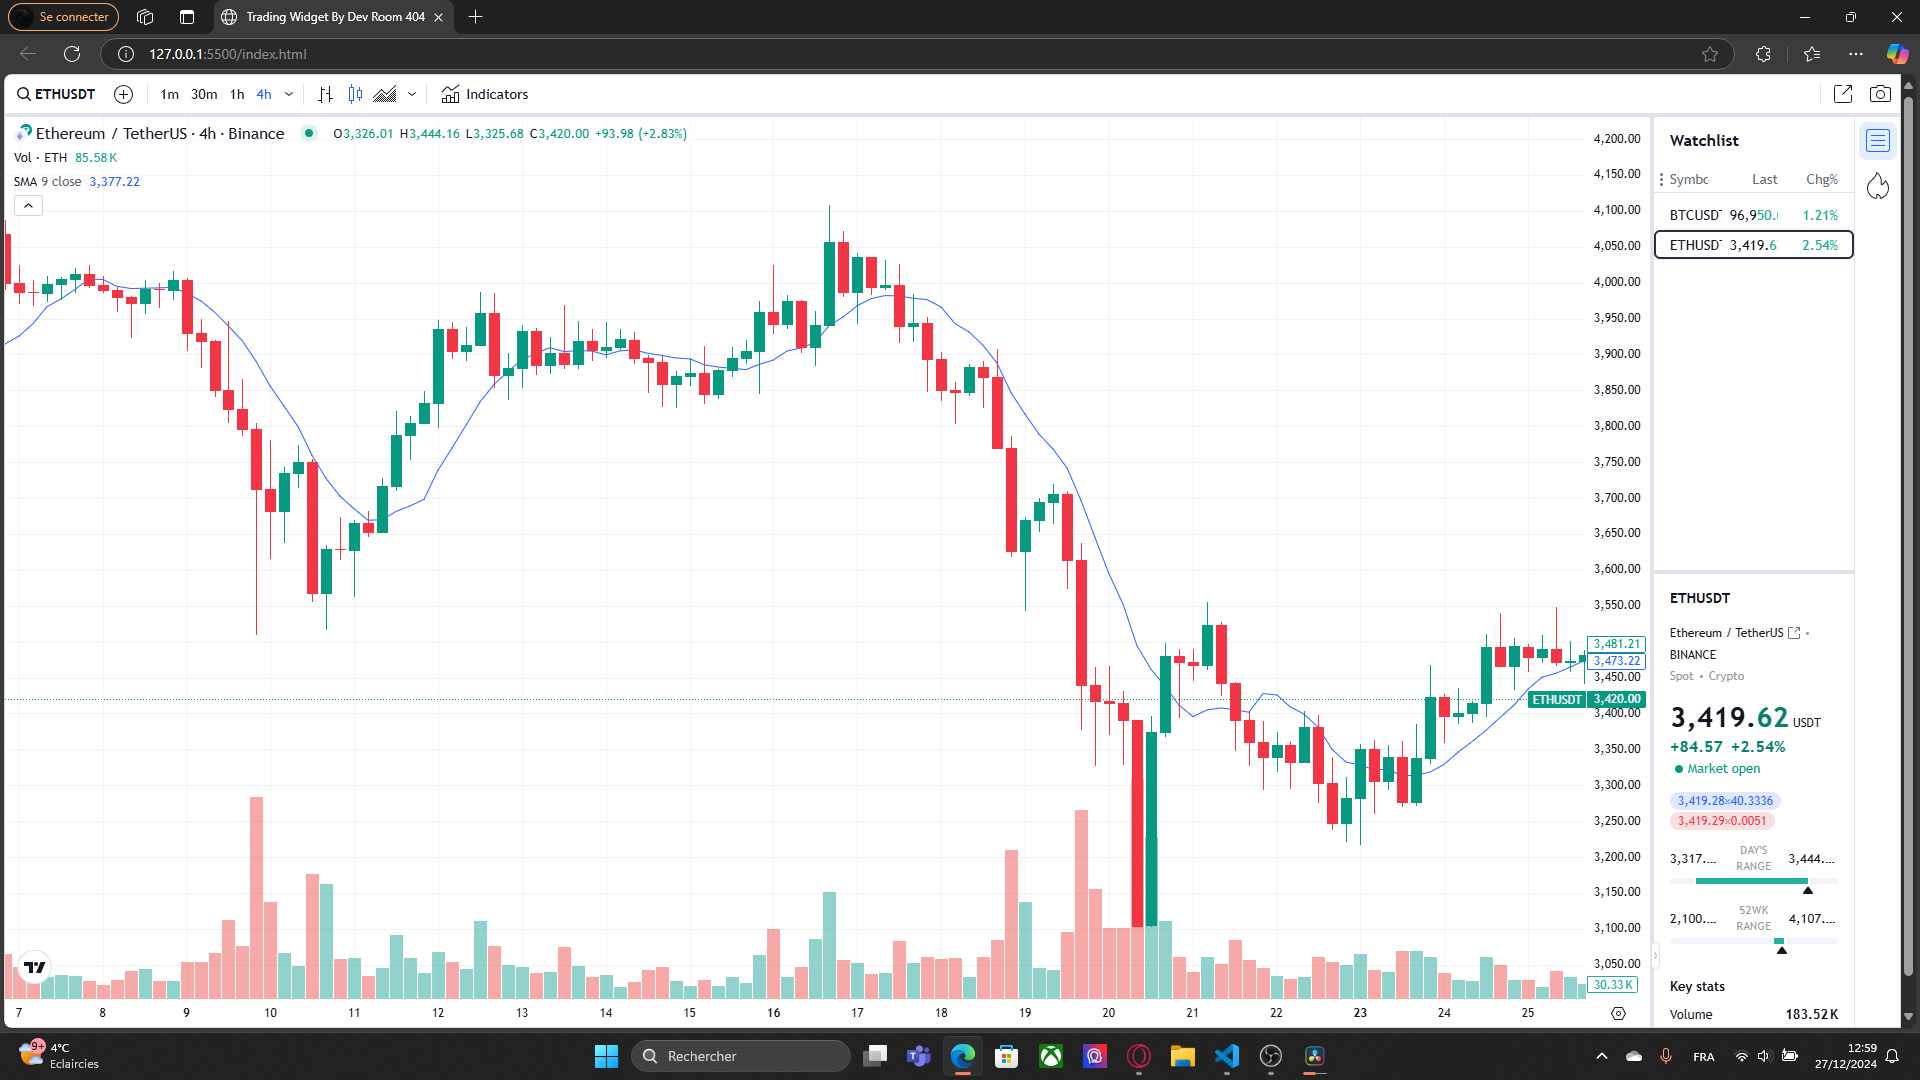 Se connecter
Trading Widget By Dev Room 404
127.0.0.1:5500/index.html
ETHUSDT 1m 30m 1h 4h Indicators
Ethereum / TetherUS · 4h · Binance O3,326.01 H3,444.16 L3,325.68 C3,420.00 +93.98 (+2.83%)
Vol · ETH 85.58 K
SMA 9 close 3,377.22
4,200.00
4,150.00
4,100.00
4,050.00
4,000.00
3,950.00
3,900.00
3,850.00
3,800.00
3,750.00
3,700.00
3,650.00
3,600.00
3,550.00
3,481.21
3,473.22
3,450.00
ETHUSDT 3,420.00
3,400.00
3,350.00
3,300.00
3,250.00
3,200.00
3,150.00
3,100.00
3,050.00
30.33 K
7 8 9 10 11 12 13 14 15 16 17 18 19 20 21 22 23 24 25
Watchlist
Symbc Last Chg%
BTCUSD 96,950. 1.21%
ETHUSD 3,419.6 2.54%
ETHUSDT
Ethereum / TetherUS •
BINANCE
Spot • Crypto
3,419.62 USDT
+84.57 +2.54%
Market open
3,419.28×40.3336
3,419.29×0.0051
3,317.... DAY'S RANGE 3,444....
2,100.... 52WK RANGE 4,107....
Key stats
Volume 183.52 K
9+
4°C
Eclaircies
Rechercher
FRA
12:59
27/12/2024